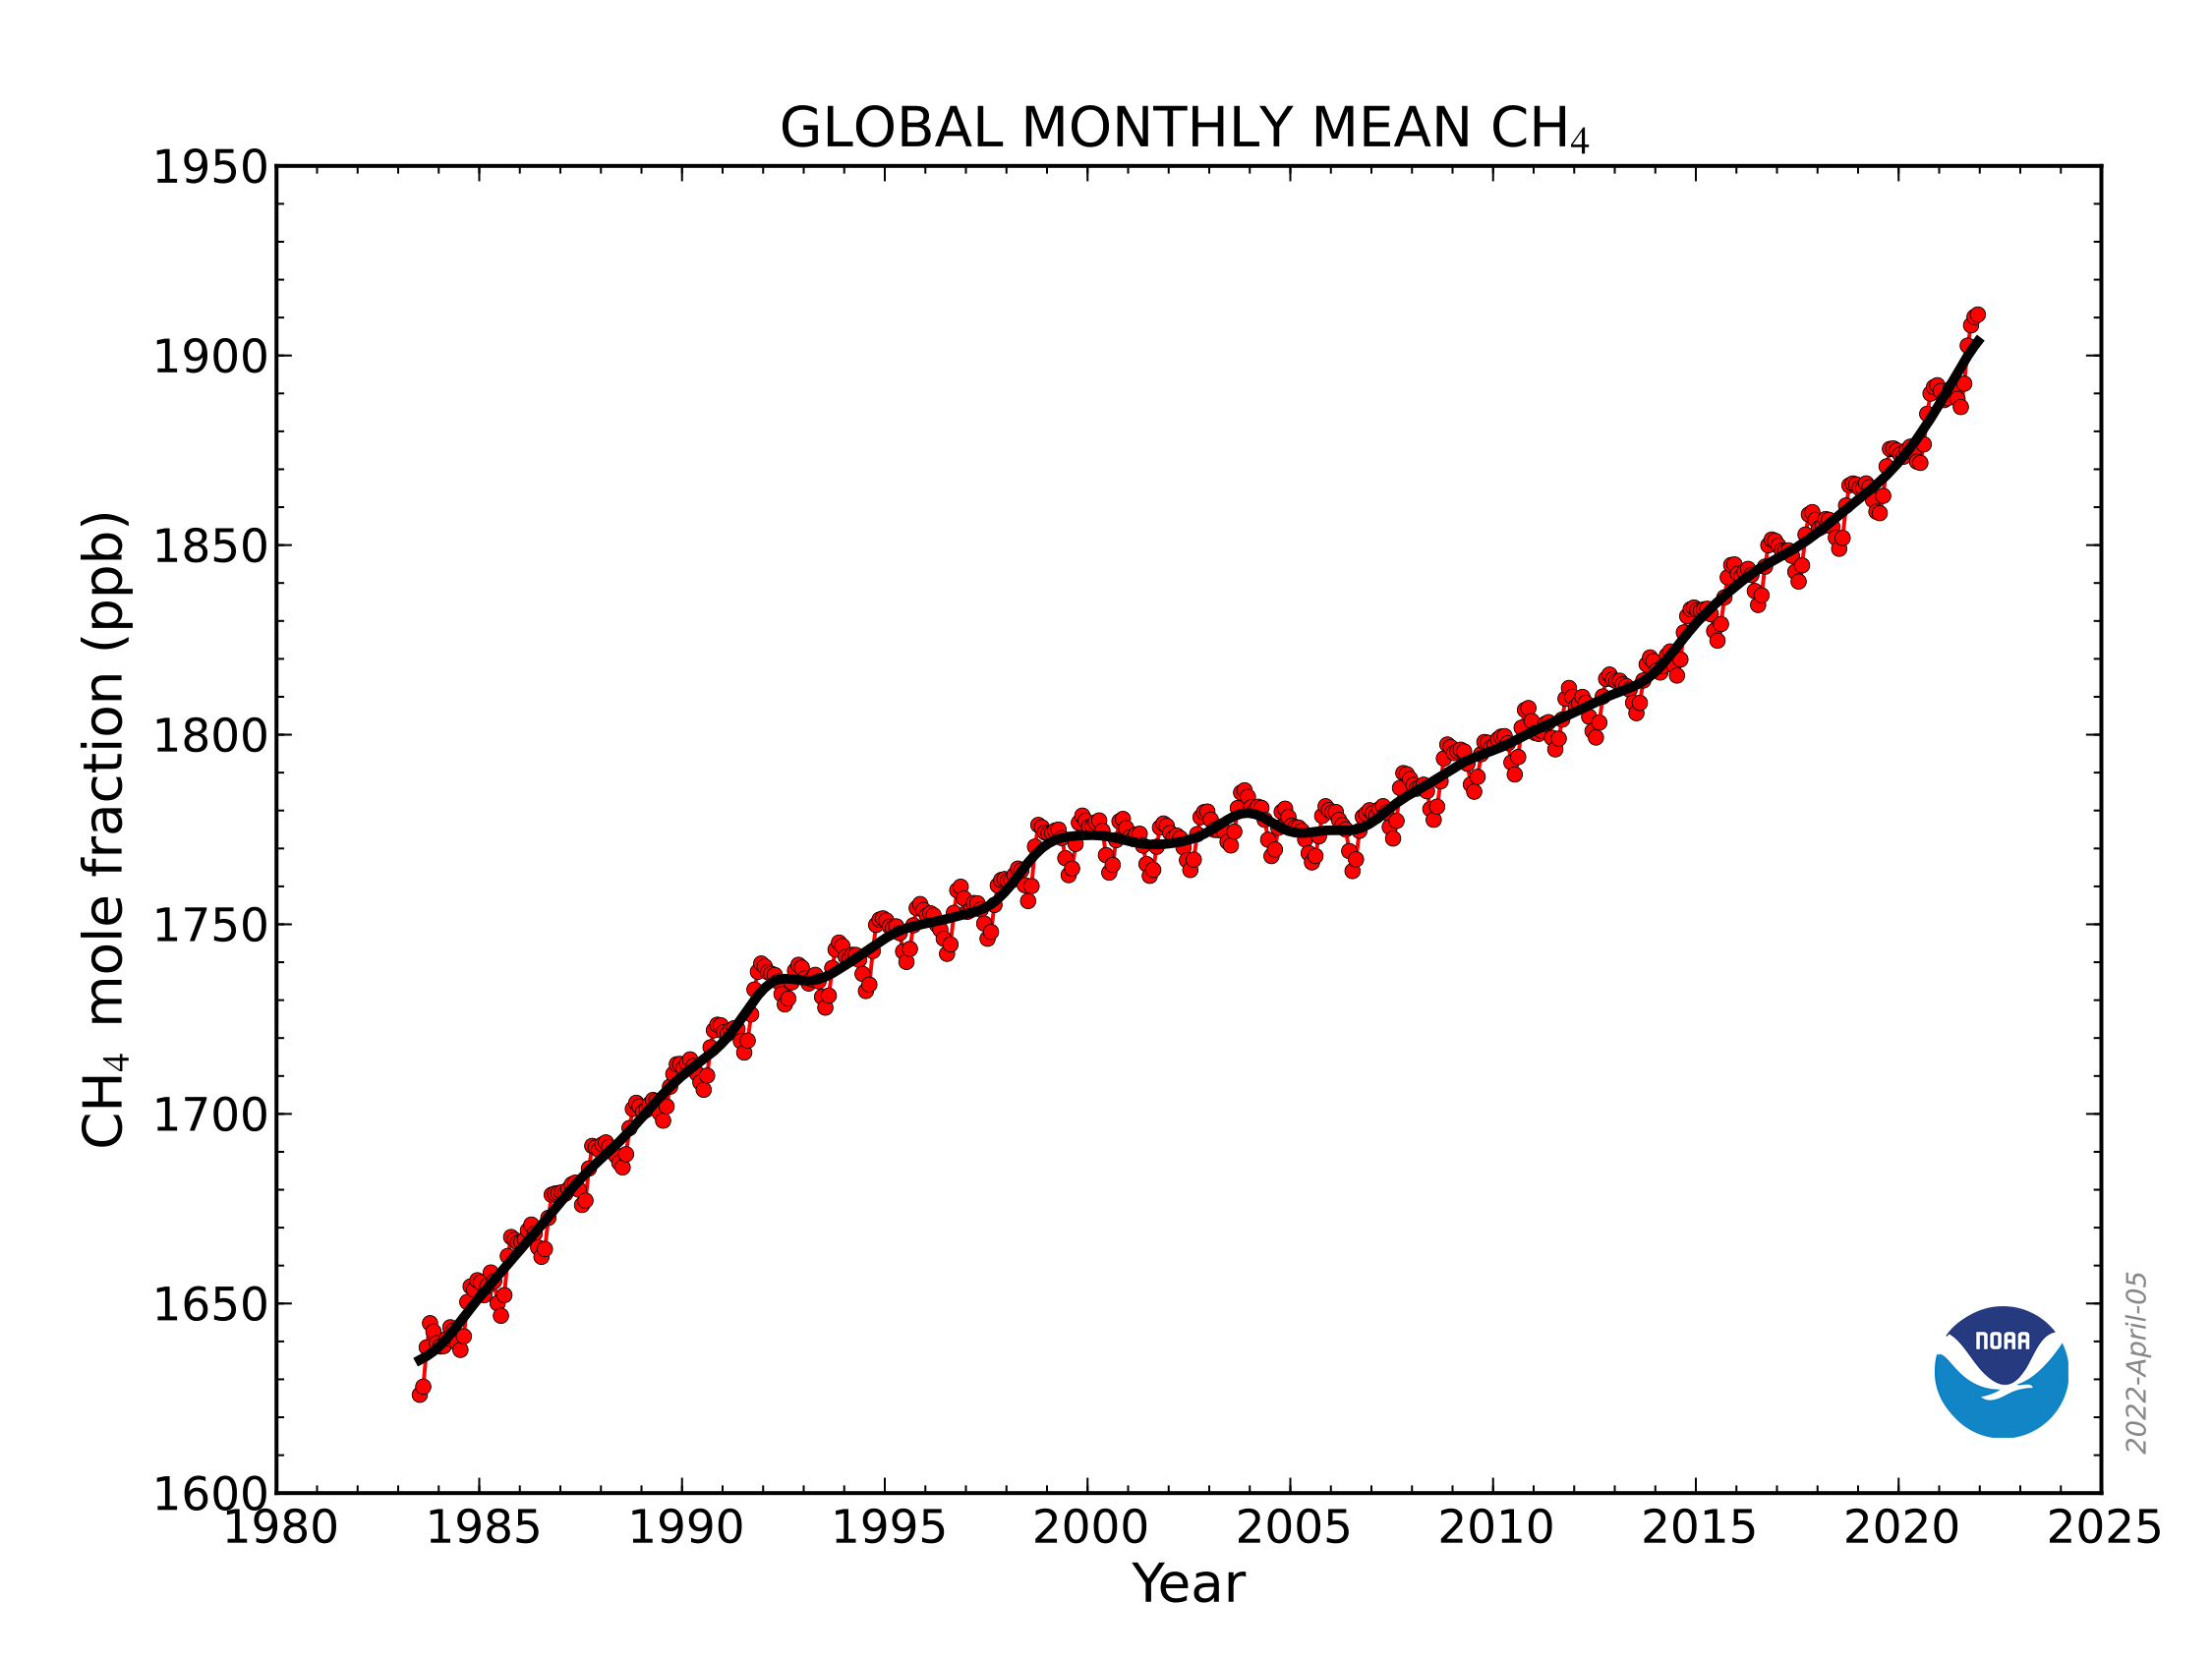 GLOBAL MONTHLY MEAN CH₄
1950
1900
1850
1800
1750
1700
1650
1600
CH₄ mole fraction (ppb)
1980 1985 1990 1995 2000 2005 2010 2015 2020 2025
Year
NOAA
2022-April-05